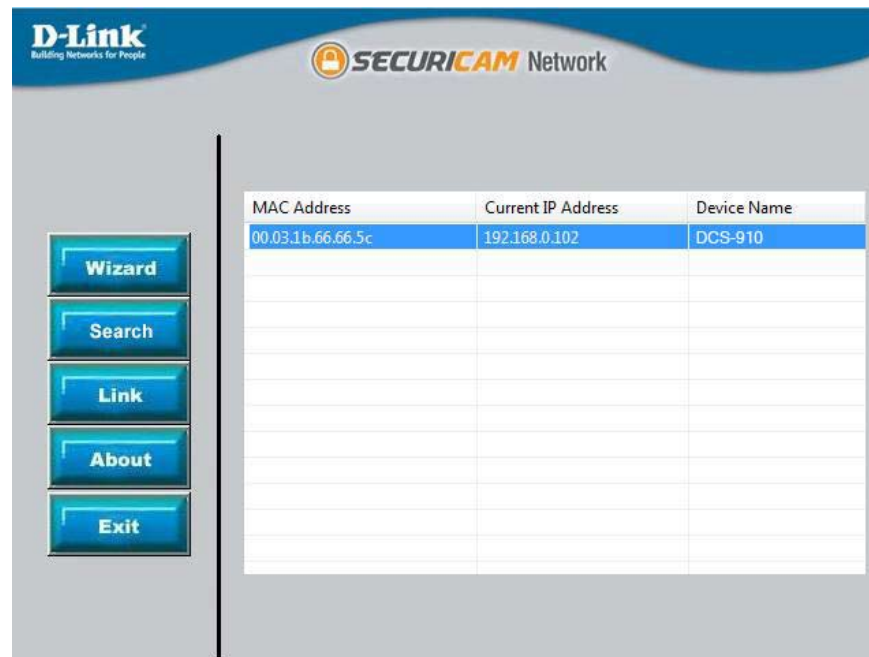 D-Link
Building Networks for People
SECURICAM Network
MAC Address Current IP Address Device Name
00.03.1b.66.66.5c 192.168.0.102 DCS-910
Wizard
Search
Link
About
Exit